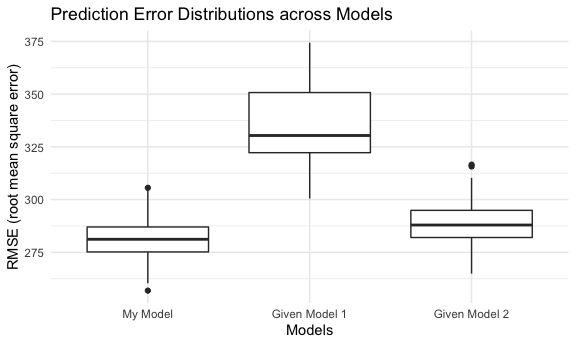 Prediction Error Distributions across Models
RMSE (root mean square error)
375
350
325
300
275
My Model
Given Model 1
Given Model 2
Models